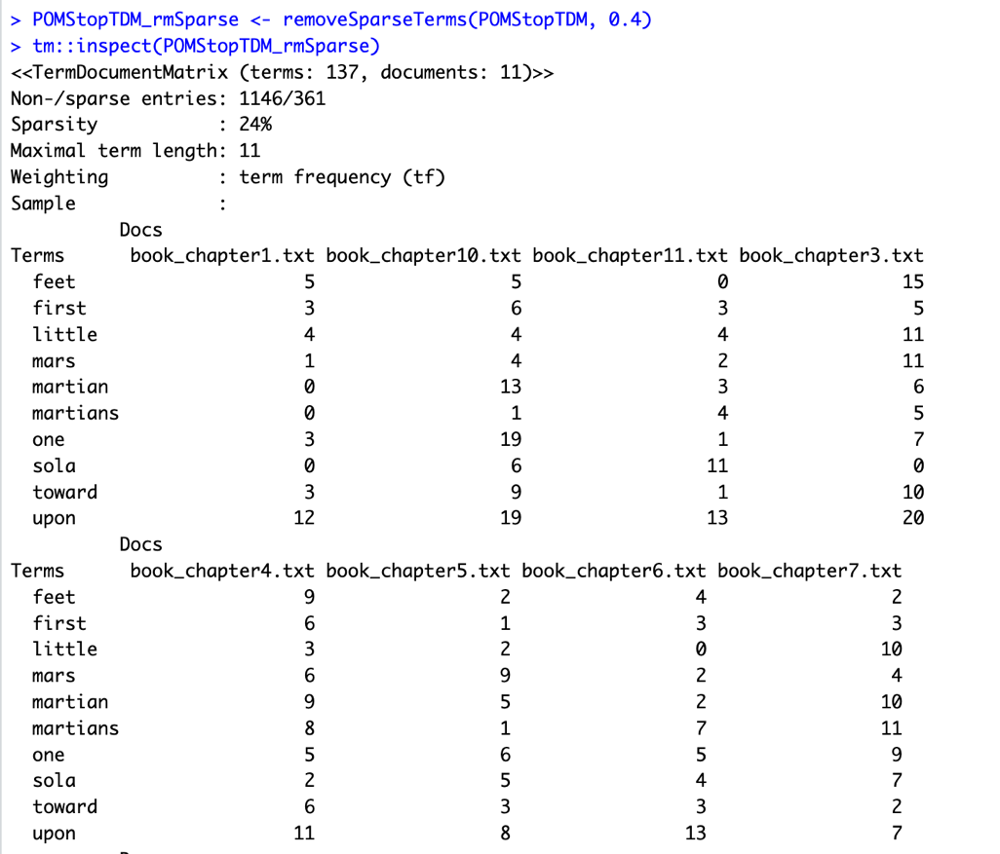 > POMStopTDM_rmSparse <- removeSparseTerms(POMStopTDM, 0.4)
> tm::inspect(POMStopTDM_rmSparse)
<<TermDocumentMatrix (terms: 137, documents: 11)>>
Non-/sparse entries: 1146/361
Sparsity           : 24%
Maximal term length: 11
Weighting          : term frequency (tf)
Sample             :
          Docs
Terms      book_chapter1.txt book_chapter10.txt book_chapter11.txt book_chapter3.txt
  feet                     5                  5                  0                15
  first                    3                  6                  3                 5
  little                   4                  4                  4                11
  mars                     1                  4                  2                11
  martian                  0                 13                  3                 6
  martians                 0                  1                  4                 5
  one                      3                 19                  1                 7
  sola                     0                  6                 11                 0
  toward                   3                  9                  1                10
  upon                    12                 19                 13                20
          Docs
Terms      book_chapter4.txt book_chapter5.txt book_chapter6.txt book_chapter7.txt
  feet                     9                 2                 4                 2
  first                    6                 1                 3                 3
  little                   3                 2                 0                10
  mars                     6                 9                 2                 4
  martian                  9                 5                 2                10
  martians                 8                 1                 7                11
  one                      5                 6                 5                 9
  sola                     2                 5                 4                 7
  toward                   6                 3                 3                 2
  upon                    11                 8                13                 7